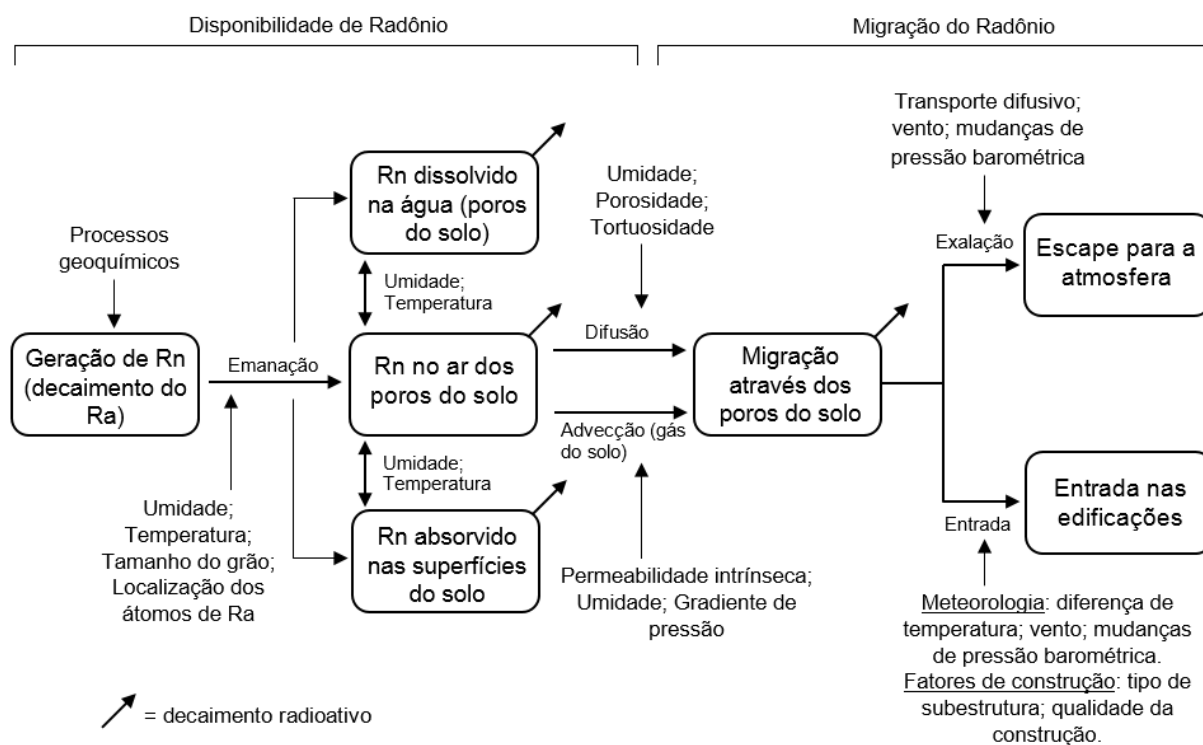 Disponibilidade de Radônio
Migração do Radônio
Processos
geoquímicos
Geração de Rn
(decaimento do
Ra)
Emanação
Umidade;
Temperatura;
Tamanho do grão;
Localização dos
átomos de Ra
Rn dissolvido
na água (poros
do solo)
Umidade;
Temperatura
Rn no ar dos
poros do solo
Umidade;
Temperatura
Rn absorvido
nas superfícies
do solo
Umidade;
Porosidade;
Tortuosidade
Difusão
Advecção (gás
do solo)
Permeabilidade intrínseca;
Umidade; Gradiente de
pressão
Migração
através dos
poros do solo
Transporte difusivo;
vento; mudanças de
pressão barométrica
Exalação
Escape para a
atmosfera
Entrada
Entrada nas
edificações
Meteorologia: diferença de
temperatura; vento; mudanças
de pressão barométrica.
Fatores de construção: tipo de
subestrutura; qualidade da
construção.
= decaimento radioativo